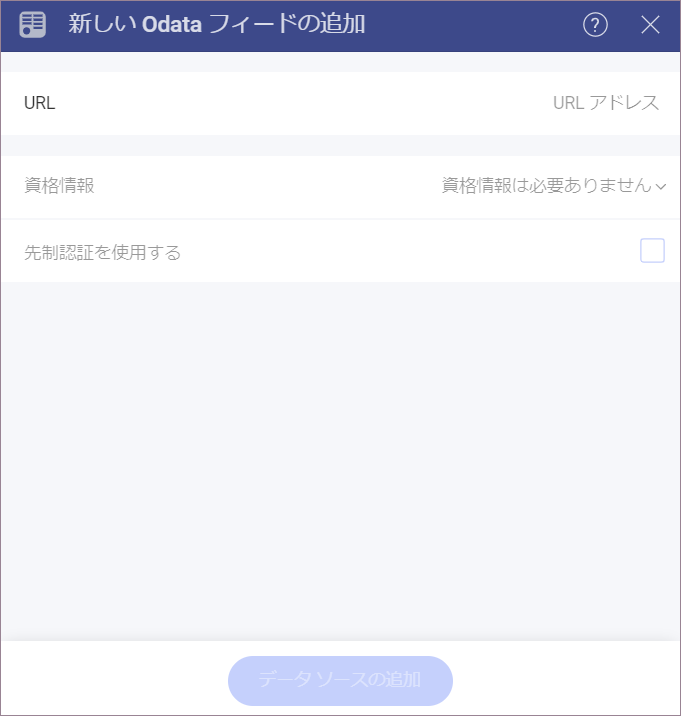 新しい Odata フィードの追加
?
URL
URL アドレス
資格情報
資格情報は必要ありません
先制認証を使用する
データ ソースの追加